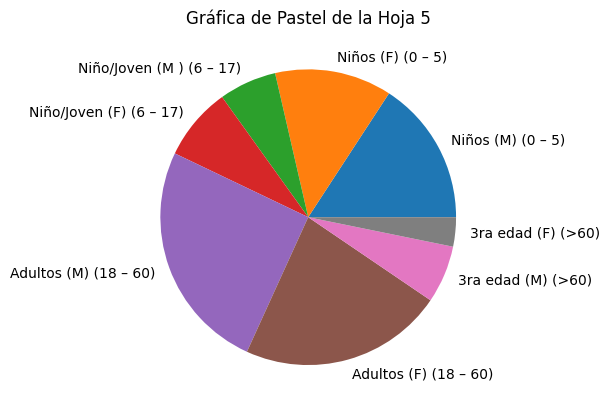 Gráfica de Pastel de la Hoja 5
Niños (F) (0 – 5)
Niño/Joven (M ) (6 – 17)
Niño/Joven (F) (6 – 17)
Niños (M) (0 – 5)
3ra edad (F) (>60)
Adultos (M) (18 – 60)
3ra edad (M) (>60)
Adultos (F) (18 – 60)